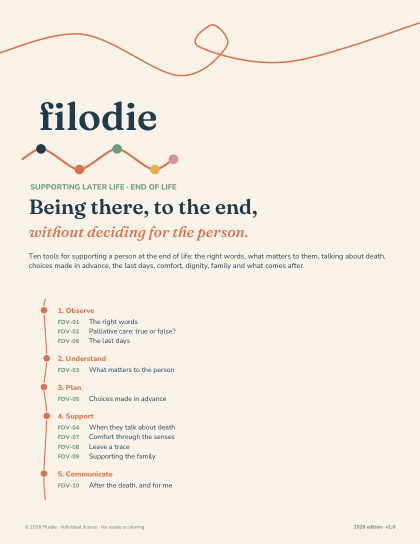 filodie
SUPPORTING LATER LIFE · END OF LIFE
Being there, to the end,
without deciding for the person.
Ten tools for supporting a person at the end of life: the right words, what matters to them, talking about death,
choices made in advance, the last days, comfort, dignity, family and what comes after.
1. Observe
FDV-01 The right words
FDV-02 Palliative care: true or false?
FDV-06 The last days
2. Understand
FDV-03 What matters to the person
3. Plan
FDV-05 Choices made in advance
4. Support
FDV-04 When they talk about death
FDV-07 Comfort through the senses
FDV-08 Leave a trace
FDV-09 Supporting the family
5. Communicate
FDV-10 After the death, and for me
© 2026 Filodie · Individual licence · No resale or sharing
2026 edition · v1.0